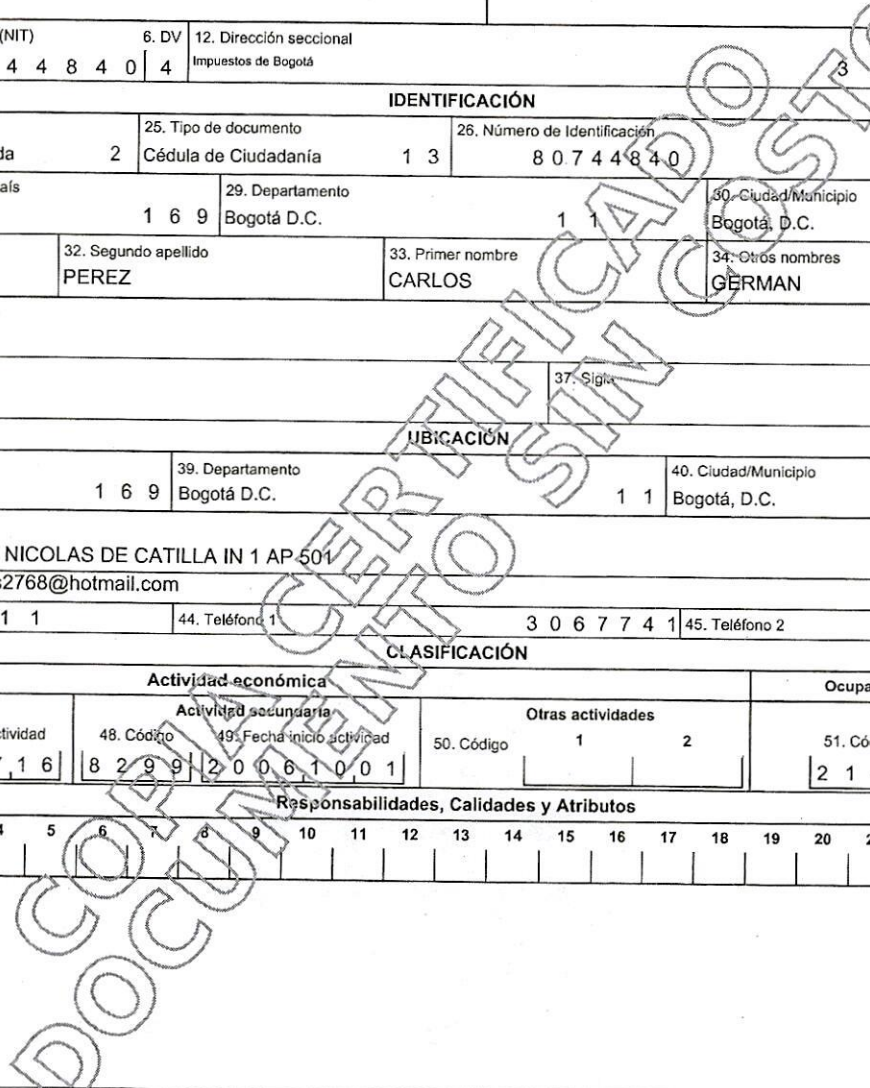 (NIT) 6. DV 12. Dirección seccional
4 4 8 4 0 4 Impuestos de Bogotá 3
IDENTIFICACIÓN
25. Tipo de documento 26. Número de Identificación
da 2 Cédula de Ciudadanía 1 3 8 0 7 4 4 8 4 0
aís 29. Departamento 30. Ciudad/Municipio
1 6 9 Bogotá D.C. 1 1 Bogotá, D.C.
32. Segundo apellido 33. Primer nombre 34. Otros nombres
PEREZ CARLOS GERMAN
37. Sigla
UBICACIÓN
39. Departamento 40. Ciudad/Municipio
1 6 9 Bogotá D.C. 1 1 Bogotá, D.C.
NICOLAS DE CATILLA IN 1 AP 501
s2768@hotmail.com
1 1 44. Teléfono 1 3 0 6 7 7 4 1 45. Teléfono 2
CLASIFICACIÓN
Actividad económica Ocupa
Actividad secundaria Otras actividades
ctividad 48. Código 49. Fecha inicio actividad 50. Código 1 2 51. Có
1 6 8 2 9 9 2 0 0 6 1 0 0 1 2 1
Responsabilidades, Calidades y Atributos
4 5 6 7 8 9 10 11 12 13 14 15 16 17 18 19 20 2
COPIA CERTIFICADO
DOCUMENTO SIN COSTO